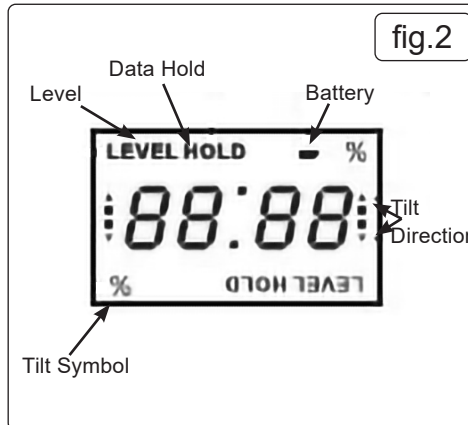 fig.2
Data Hold
Level
Battery
LEVEL HOLD %
88:88
Tilt
Direction
% LEVEL HOLD
Tilt Symbol